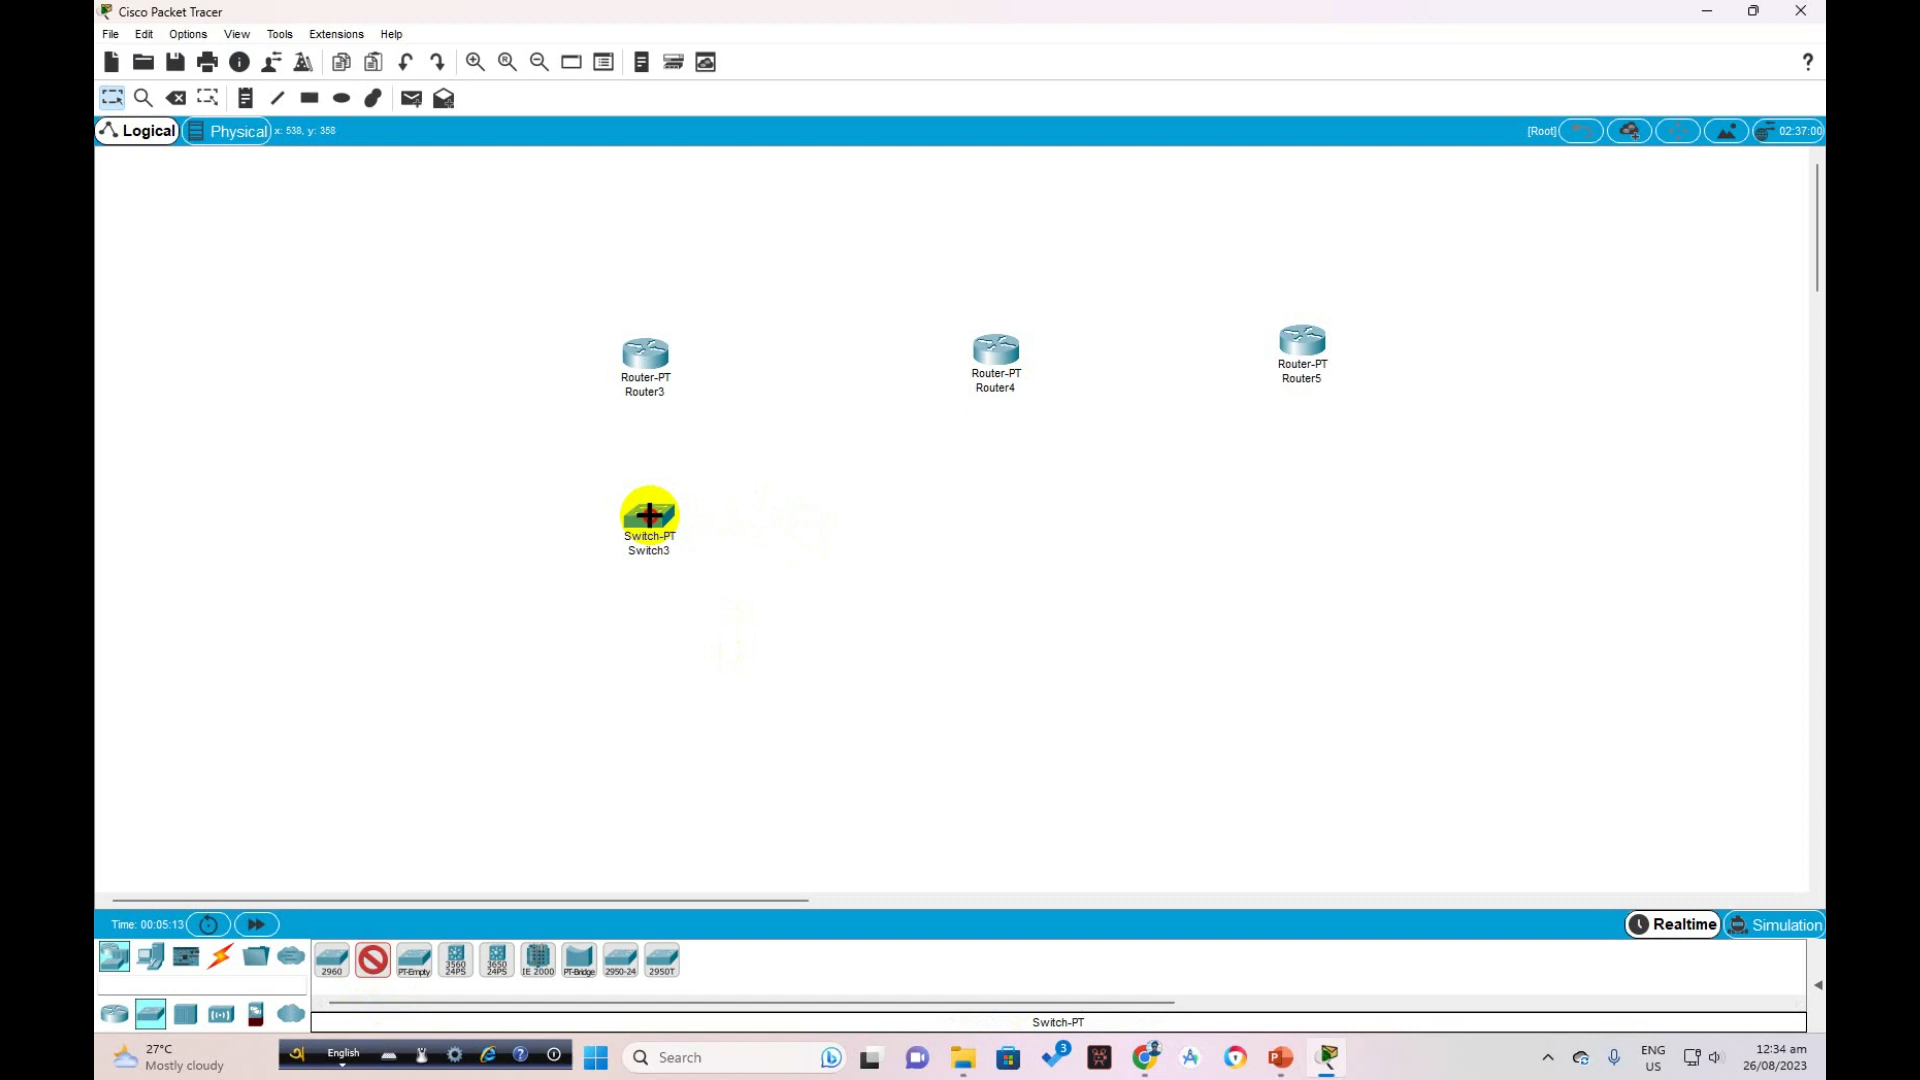 Cisco Packet Tracer
File Edit Options View Tools Extensions Help
?
Logical Physical x: 538, y: 358 [Root] 02:37:00
Router-PT
Router3
Router-PT
Router4
Router-PT
Router5
Switch-PT
Switch3
Time: 00:05:13 Realtime Simulation
2960 PT-Empty 3560 24PS 3650 24PS IE 2000 PT-Bridge 2950-24 2950T
Switch-PT
27°C
Mostly cloudy
English
Search
3
ENG
US
12:34 am
26/08/2023